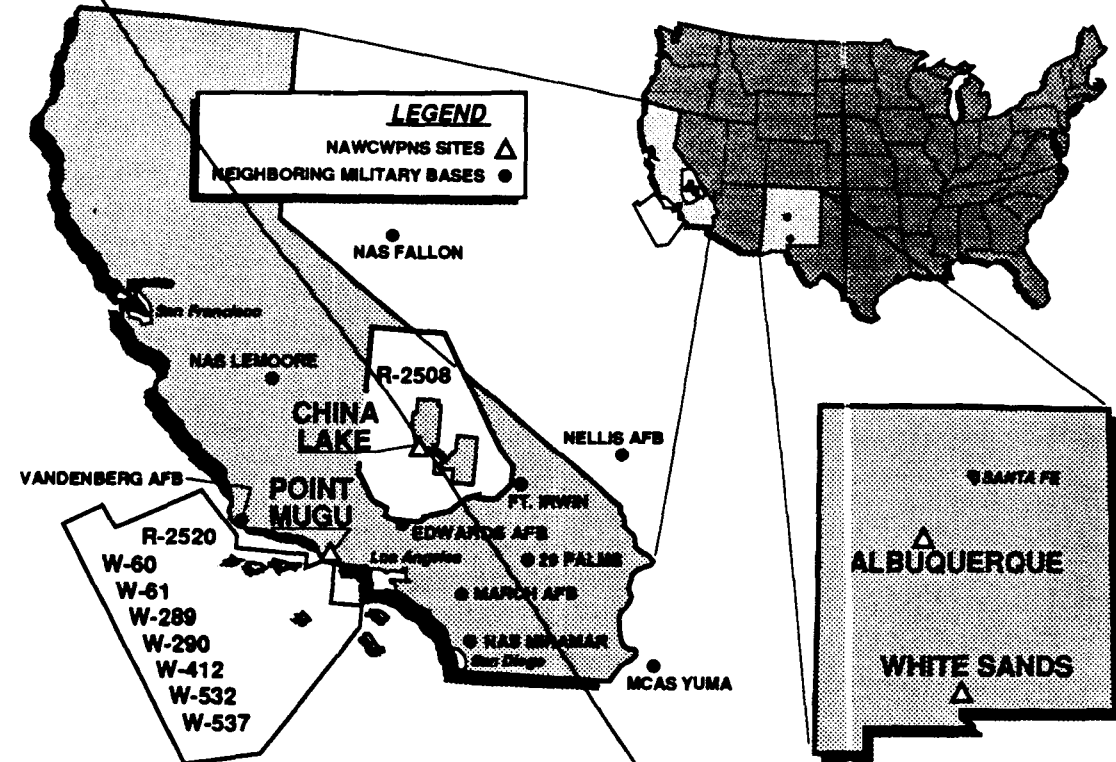 LEGEND
NAWCWPNS SITES
NEIGHBORING MILITARY BASES
NAS FALLON
San Francisco
NAS LEMOORE
R-2508
CHINA
LAKE
NELLIS AFB
VANDENBERG AFB
POINT
MUGU
FT. IRWIN
EDWARDS AFB
R-2520
Los Angeles
29 PALMS
W-60
W-61
MARCH AFB
W-289
W-290
NAS MIRAMAR
San Diego
W-412
MCAS YUMA
W-532
W-537
SANTA FE
ALBUQUERQUE
WHITE SANDS